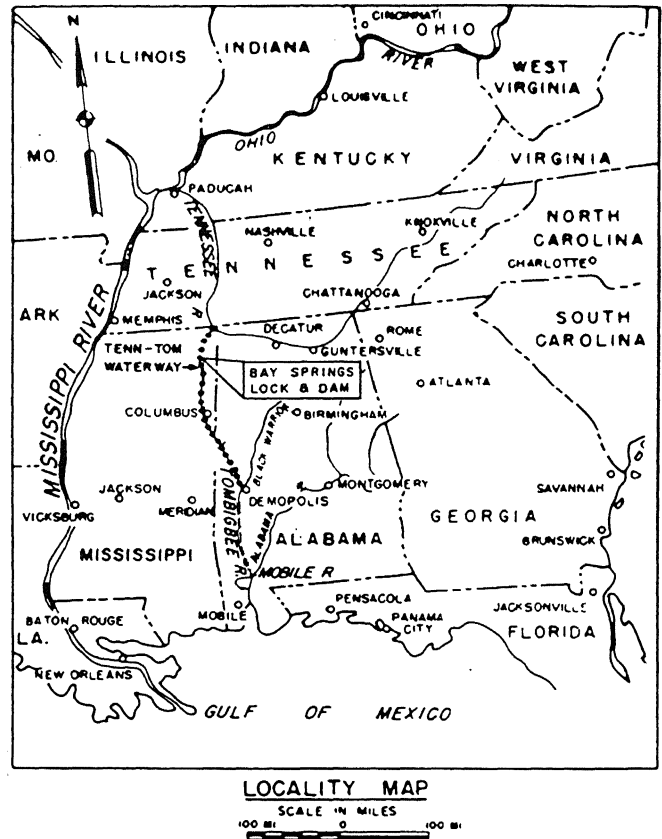 N
CINCINNATI
OHIO
ILLINOIS
INDIANA
RIVER
WEST
VIRGINIA
LOUISVILLE
OHIO
MO.
KENTUCKY
VIRGINIA
PADUCAH
TENNESSEE R
NASHVILLE
KNOXVILLE
NORTH
CAROLINA
TENNESSEE
CHARLOTTE
JACKSON
CHATTANOOGA
ARK
MEMPHIS
DECATUR
ROME
SOUTH
CAROLINA
TENN-TOM
WATERWAY
GUNTERSVILLE
BAY SPRINGS
LOCK & DAM
ATLANTA
MISSISSIPPI RIVER
COLUMBUS
BIRMINGHAM
BLACK WARRIOR
JACKSON
MONTGOMERY
SAVANNAH
VICKSBURG
MERIDIAN
DEMOPOLIS
TOMBIGBEE R
ALABAMA
GEORGIA
BRUNSWICK
MISSISSIPPI
ALABAMA
MOBILE R
MOBILE
PENSACOLA
JACKSONVILLE
BATON ROUGE
PANAMA
CITY
FLORIDA
LA.
NEW ORLEANS
GULF OF MEXICO
LOCALITY MAP
SCALE IN MILES
100 MI 0 100 MI